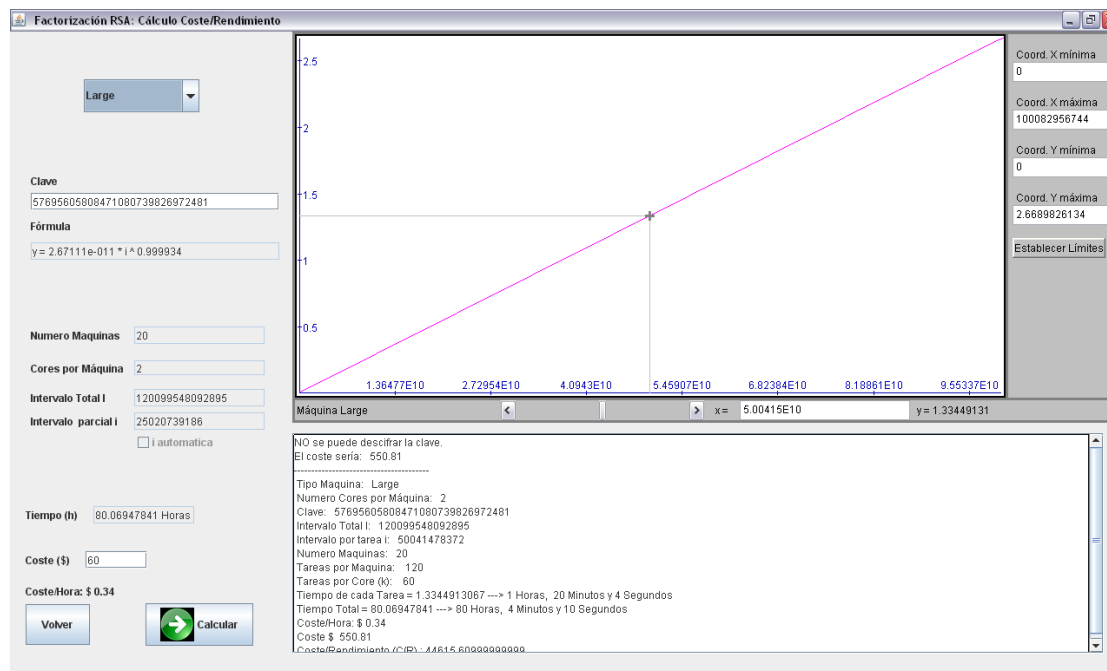 Factorización RSA: Cálculo Coste/Rendimiento
Large
Clave
5769560580847108073982697 2481
Fórmula
y = 2.67111e-011 * i ^ 0.999934
Numero Maquinas 20
Cores por Máquina 2
Intervalo Total I 120099548092895
Intervalo parcial i 25020739186
i automatica
Tiempo (h) 80.06947841 Horas
Coste ($) 60
Coste/Hora: $ 0.34
Volver
Calcular
2.5
2
1.5
1
0.5
1.36477E10 2.72954E10 4.0943E10 5.45907E10 6.82384E10 8.18861E10 9.55337E10
Máquina Large x = 5.00415E10 y = 1.33449131
Coord. X mínima
0
Coord. X máxima
100082956744
Coord. Y mínima
0
Coord. Y máxima
2.6689826134
Establecer Límites
NO se puede descifrar la clave.
El coste sería: 550.81
---------------------------------------
Tipo Maquina: Large
Numero Cores por Máquina: 2
Clave: 57695605808471080739826972481
Intervalo Total I: 120099548092895
Intervalo por tarea i: 50041478372
Numero Maquinas: 20
Tareas por Maquina: 120
Tareas por Core (k): 60
Tiempo de cada Tarea = 1.3344913067 ---> 1 Horas, 20 Minutos y 4 Segundos
Tiempo Total = 80.06947841 ---> 80 Horas, 4 Minutos y 10 Segundos
Coste/Hora: $ 0.34
Coste $ 550.81
Coste/Rendimiento (C/R) : 44615.60999999999